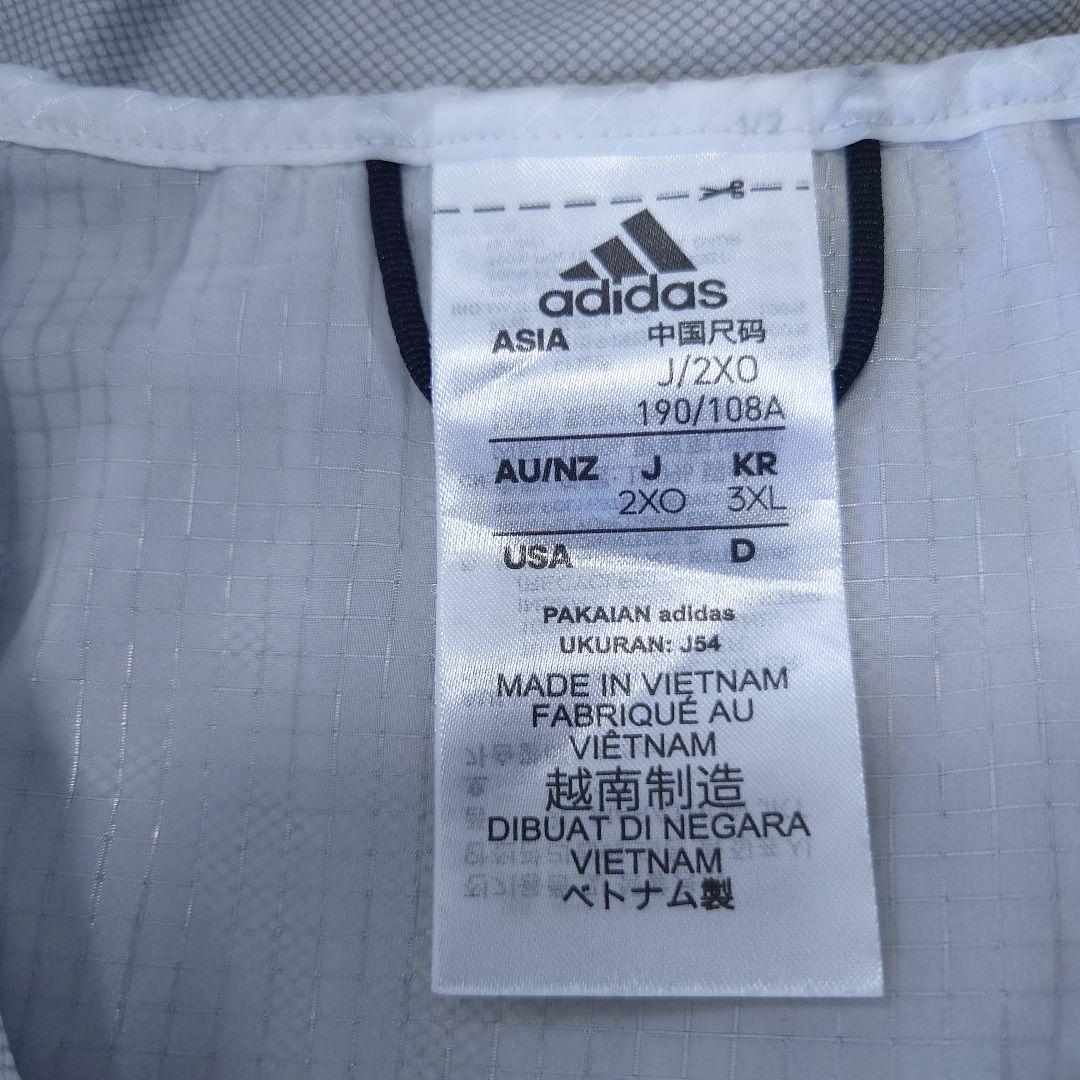 adidas
ASIA 中国尺码
J/2XO
190/108A
AU/NZ J KR
2XO 3XL
USA D
PAKAIAN adidas
UKURAN: J54
MADE IN VIETNAM
FABRIQUÉ AU
VIÊTNAM
越南制造
DIBUAT DI NEGARA
VIETNAM
ベトナム製